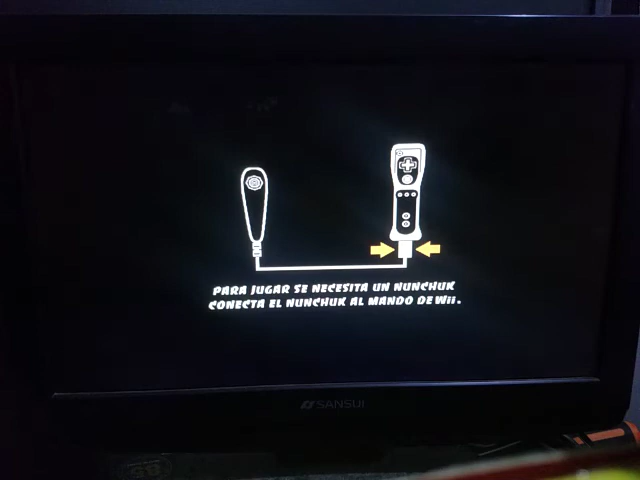 PARA JUGAR SE NECESITA UN NUNCHUK
CONECTA EL NUNCHUK AL MANDO DE Wii.
SANSUI